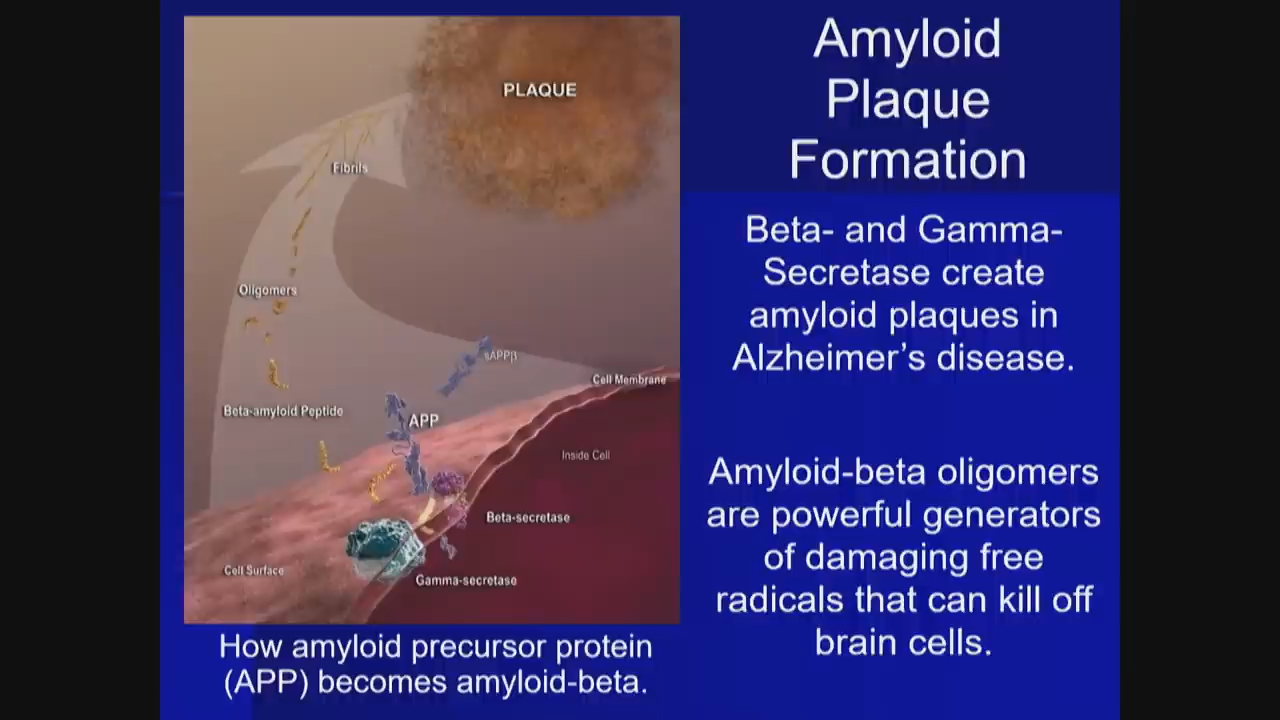 Amyloid
Plaque
Formation
Beta- and Gamma-
Secretase create
amyloid plaques in
Alzheimer’s disease.
Amyloid-beta oligomers
are powerful generators
of damaging free
radicals that can kill off
brain cells.
PLAQUE
Fibrils
Oligomers
sAPPβ
Cell Membrane
Beta-amyloid Peptide
APP
Inside Cell
Beta-secretase
Cell Surface
Gamma-secretase
How amyloid precursor protein
(APP) becomes amyloid-beta.